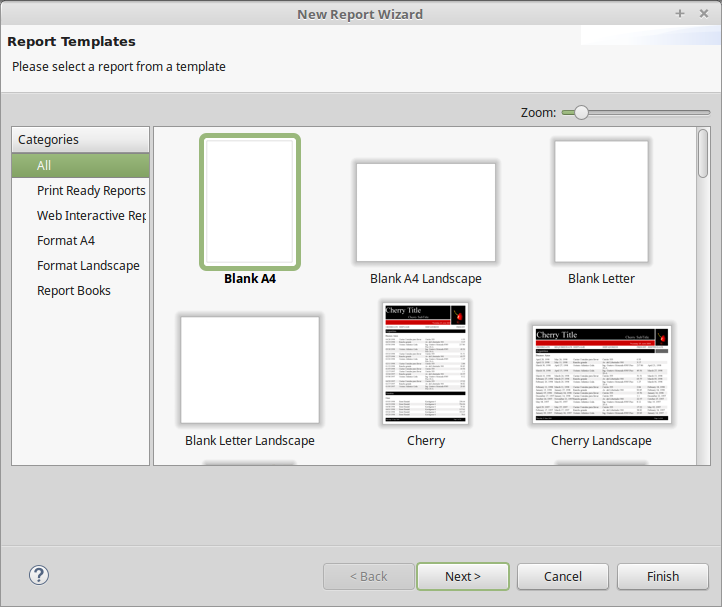 New Report Wizard
Report Templates
Please select a report from a template
Zoom:
Categories
All
Print Ready Reports
Web Interactive Rep
Format A4
Format Landscape
Report Books
Blank A4
Blank A4 Landscape
Blank Letter
Cherry Title
Cherry Title
Blank Letter Landscape
Cherry
Cherry Landscape
?
< Back
Next >
Cancel
Finish